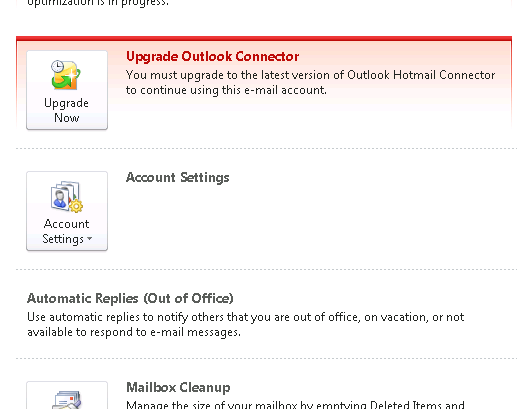 optimization is in progress.
Upgrade Outlook Connector
You must upgrade to the latest version of Outlook Hotmail Connector
to continue using this e-mail account.
Upgrade
Now
Account Settings
Account
Settings
Automatic Replies (Out of Office)
Use automatic replies to notify others that you are out of office, on vacation, or not
available to respond to e-mail messages.
Mailbox Cleanup
Manage the size of your mailbox by emptying Deleted Items and